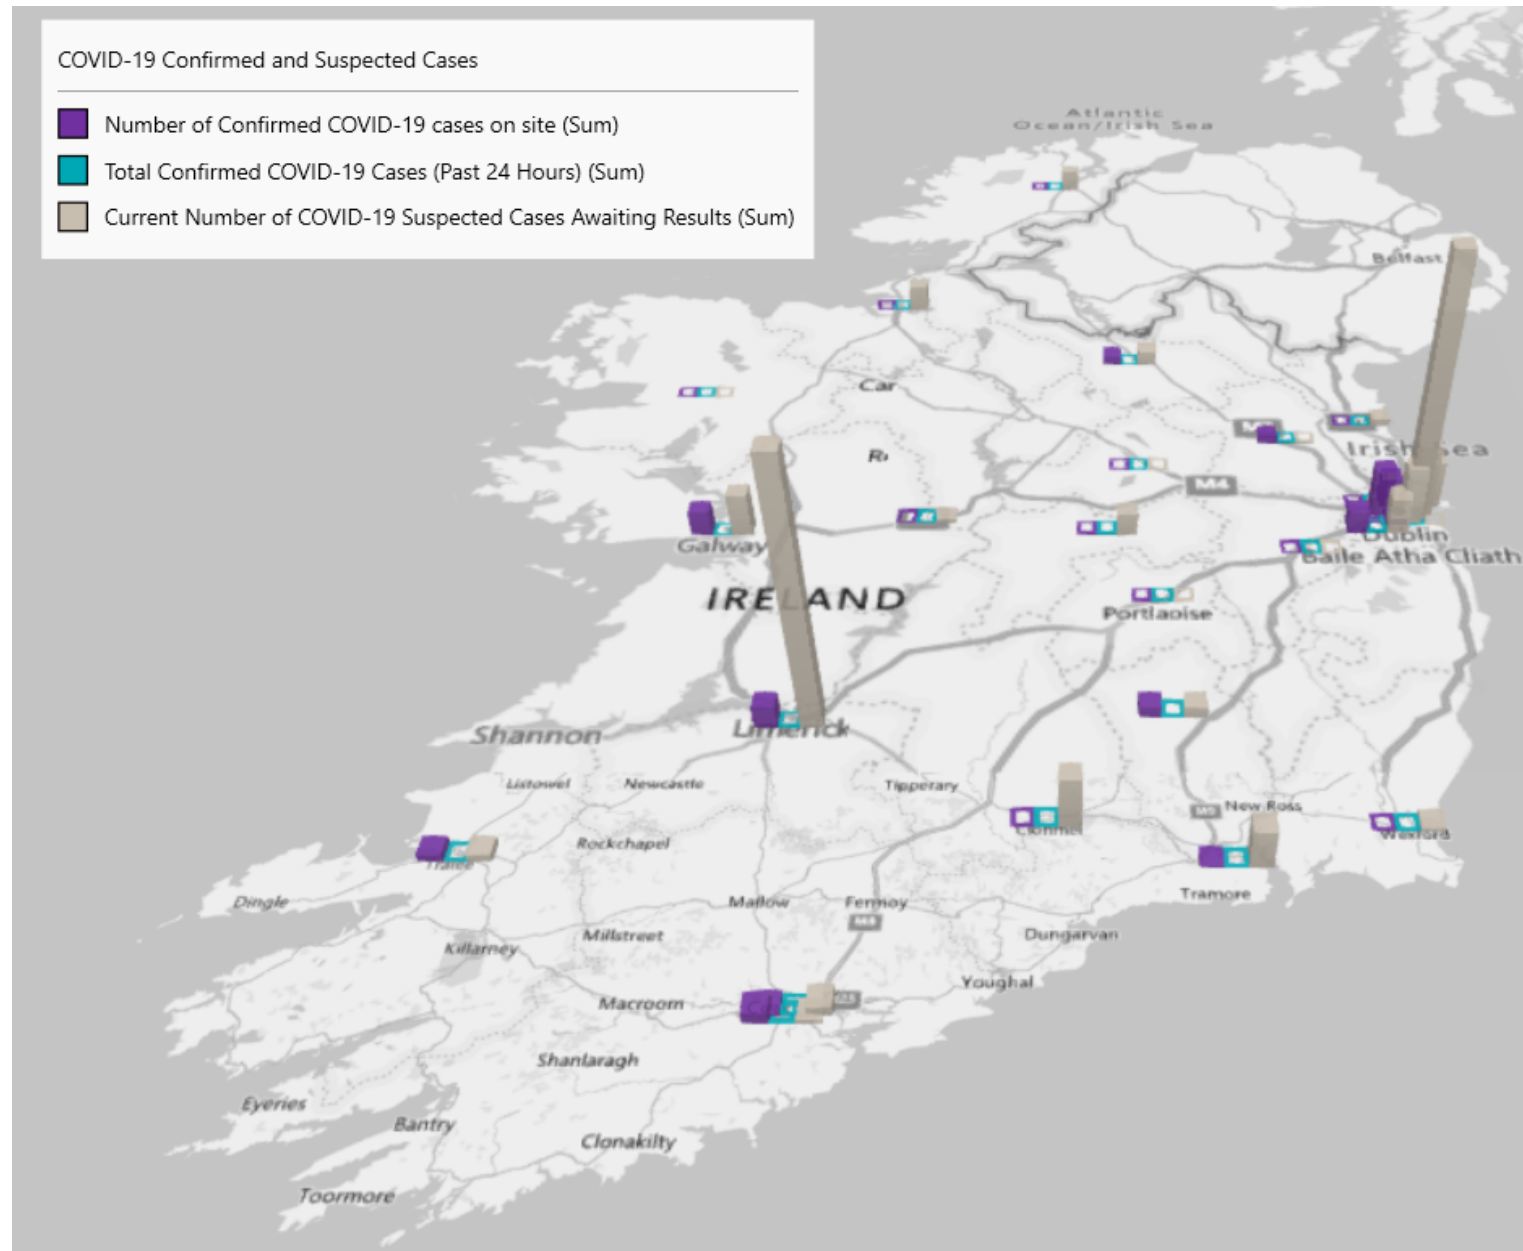 COVID-19 Confirmed and Suspected Cases
Number of Confirmed COVID-19 cases on site (Sum)
Total Confirmed COVID-19 Cases (Past 24 Hours) (Sum)
Current Number of COVID-19 Suspected Cases Awaiting Results (Sum)
Atlantic
Ocean/Irish Sea
Belfast
Car
Irish Sea
M4
Galway
Dublin
Baile Atha Cliath
IRELAND
Portlaoise
Limerick
Shannon
Listowel
Newcastle
Tipperary
New Ross
Wexford
Rockchapel
Tralee
Tramore
Dingle
Mallow
Fermoy
M8
Millstreet
Dungarvan
Killarney
Youghal
Macroom
Shanlaragh
Eyeries
Bantry
Clonakilty
Toormore